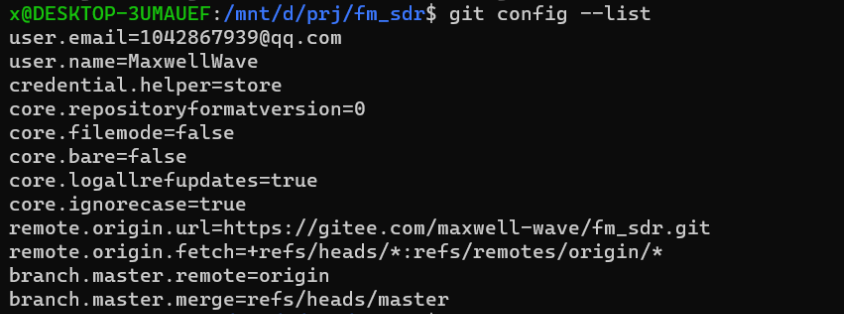 x@DESKTOP-3UMAUEF:/mnt/d/prj/fm_sdr$ git config --list
user.email=1042867939@qq.com
user.name=MaxwellWave
credential.helper=store
core.repositoryformatversion=0
core.filemode=false
core.bare=false
core.logallrefupdates=true
core.ignorecase=true
remote.origin.url=https://gitee.com/maxwell-wave/fm_sdr.git
remote.origin.fetch=+refs/heads/*:refs/remotes/origin/*
branch.master.remote=origin
branch.master.merge=refs/heads/master